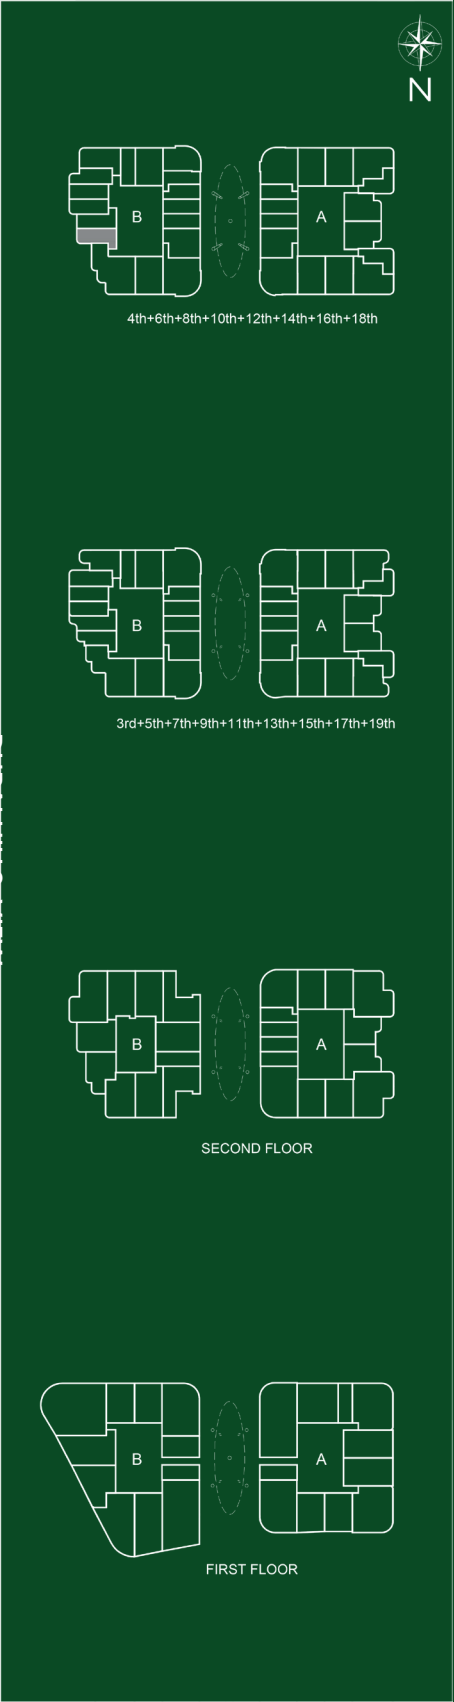 N
B
A
4th+6th+8th+10th+12th+14th+16th+18th
B
A
3rd+5th+7th+9th+11th+13th+15th+17th+19th
B
A
SECOND FLOOR
B
A
FIRST FLOOR